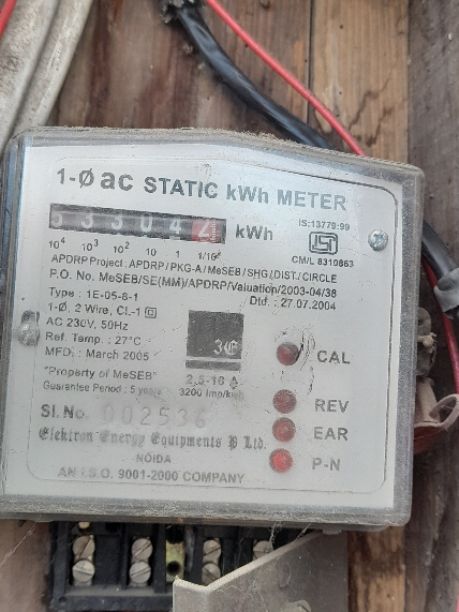 1-Ø ac STATIC kWh METER
5 3 3 0 4 2 kWh
IS:13779:99
10⁴ 10³ 10² 10 1 1/10
CM/L 8310863
APDRP Project: APDRP/PKG-A/MeSEB/SHG/DIST./CIRCLE
P.O. No. MeSEB/SE(MM)/APDRP/Valuation/2003-04/38
Dtd. : 27.07.2004
Type : 1E-05-8-1
1-Ø, 2 Wire, CL-1
AC 230V, 50Hz
Ref. Temp. : 27°C
MFD. : March 2005
"Property of MeSEB"
Guarantee Period : 5 years
2.5-10 A
3200 imp/kwh
CAL
REV
EAR
P-N
Sl. No. 002536
Elektron Energy Equipments P Ltd.
NOIDA
AN I.S.O. 9001-2000 COMPANY